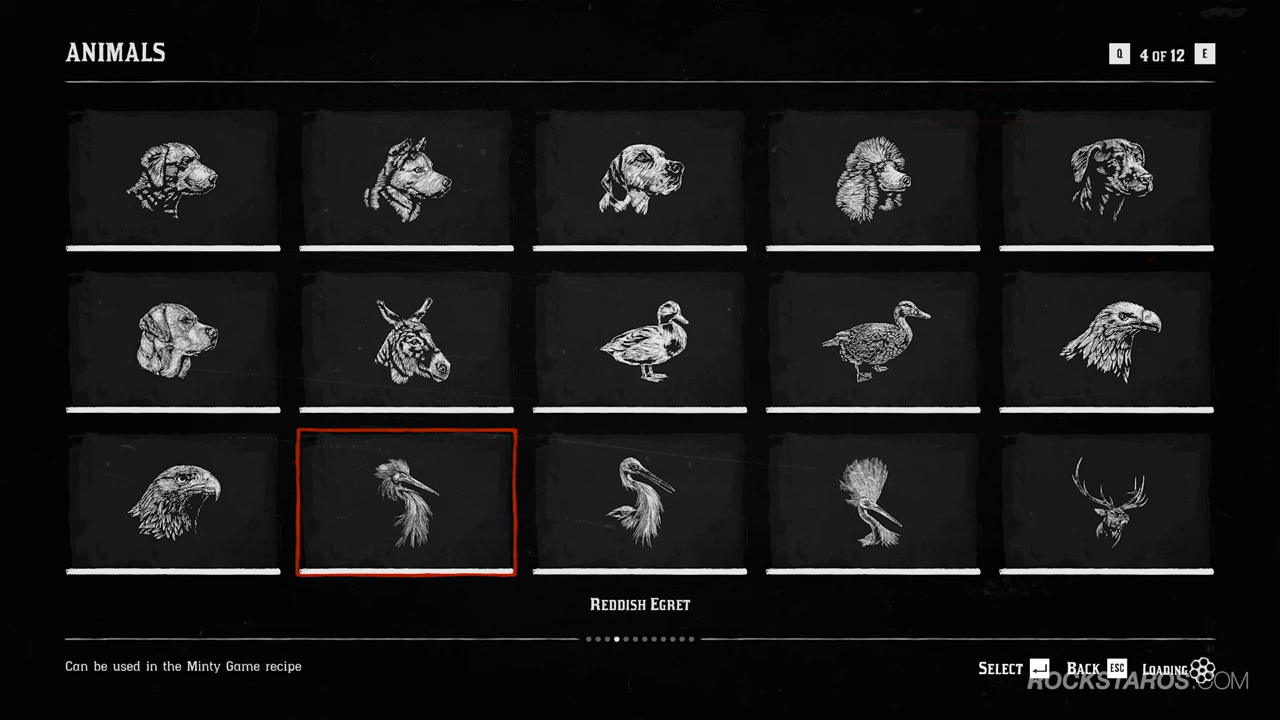 ANIMALS
Q 4 OF 12 E
REDDISH EGRET
Can be used in the Minty Game recipe
SELECT BACK ESC LOADING
ROCKSTAROS.COM